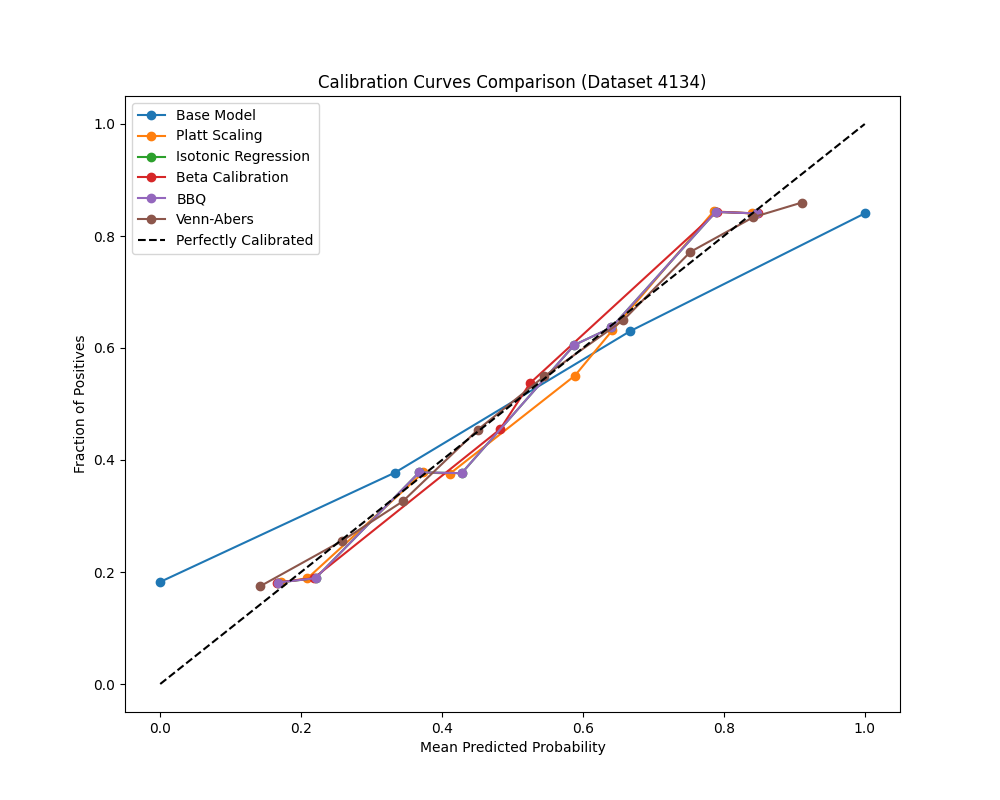 Calibration Curves Comparison (Dataset 4134)
Base Model
Platt Scaling
Isotonic Regression
Beta Calibration
BBQ
Venn-Abers
Perfectly Calibrated
Fraction of Positives
1.0
0.8
0.6
0.4
0.2
0.0
0.0 0.2 0.4 0.6 0.8 1.0
Mean Predicted Probability